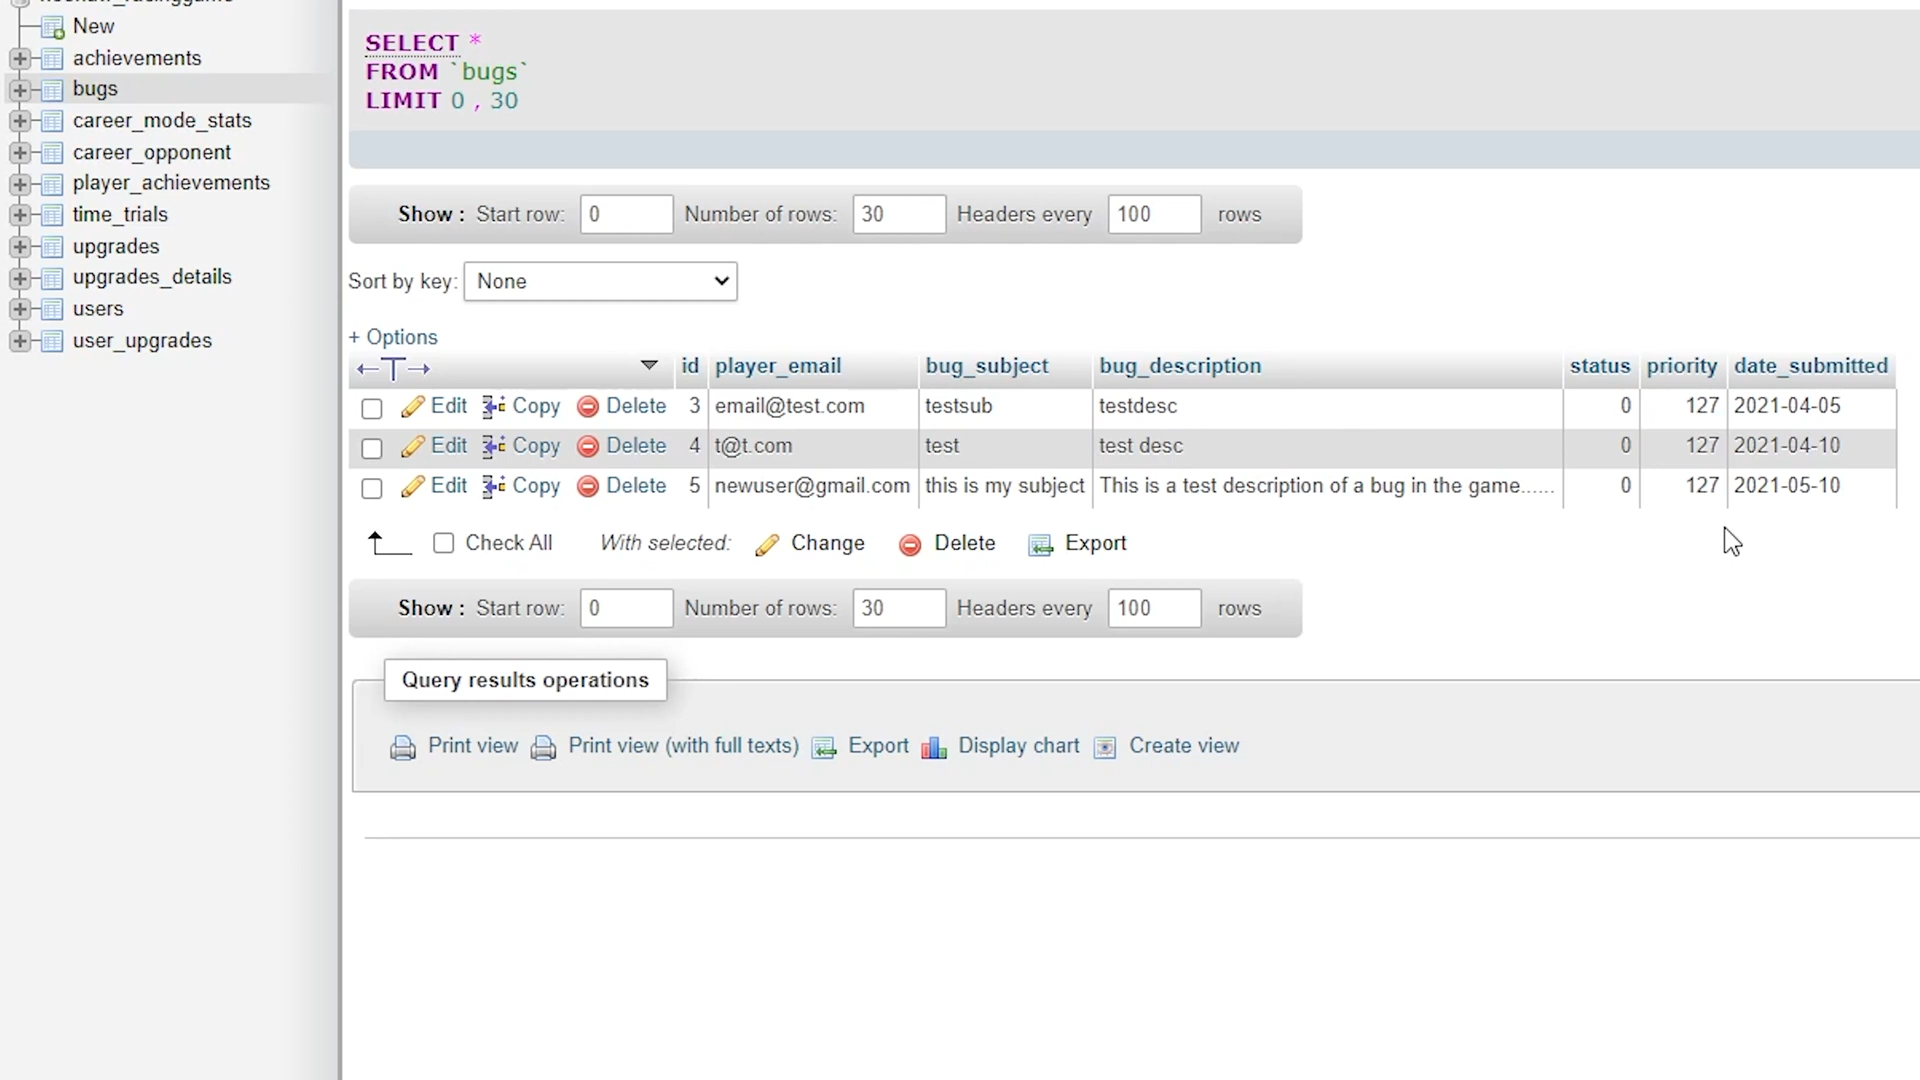 New
achievements
bugs
career_mode_stats
career_opponent
player_achievements
time_trials
upgrades
upgrades_details
users
user_upgrades
SELECT *
FROM `bugs`
LIMIT 0 , 30
Show : Start row: 0 Number of rows: 30 Headers every 100 rows
Sort by key: None
+ Options
id player_email bug_subject bug_description status priority date_submitted
Edit Copy Delete 3 email@test.com testsub testdesc 0 127 2021-04-05
Edit Copy Delete 4 t@t.com test test desc 0 127 2021-04-10
Edit Copy Delete 5 newuser@gmail.com this is my subject This is a test description of a bug in the game...... 0 127 2021-05-10
Check All With selected: Change Delete Export
Show : Start row: 0 Number of rows: 30 Headers every 100 rows
Query results operations
Print view Print view (with full texts) Export Display chart Create view